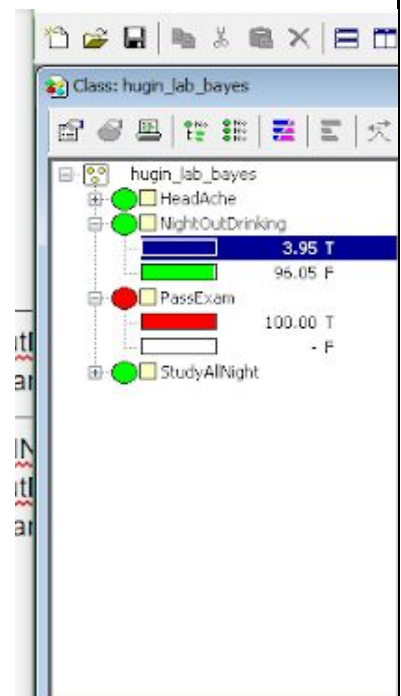 Class: hugin_lab_bayes
hugin_lab_bayes
HeadAche
NightOutDrinking
3.95 T
96.05 F
PassExam
100.00 T
- F
StudyAllNight